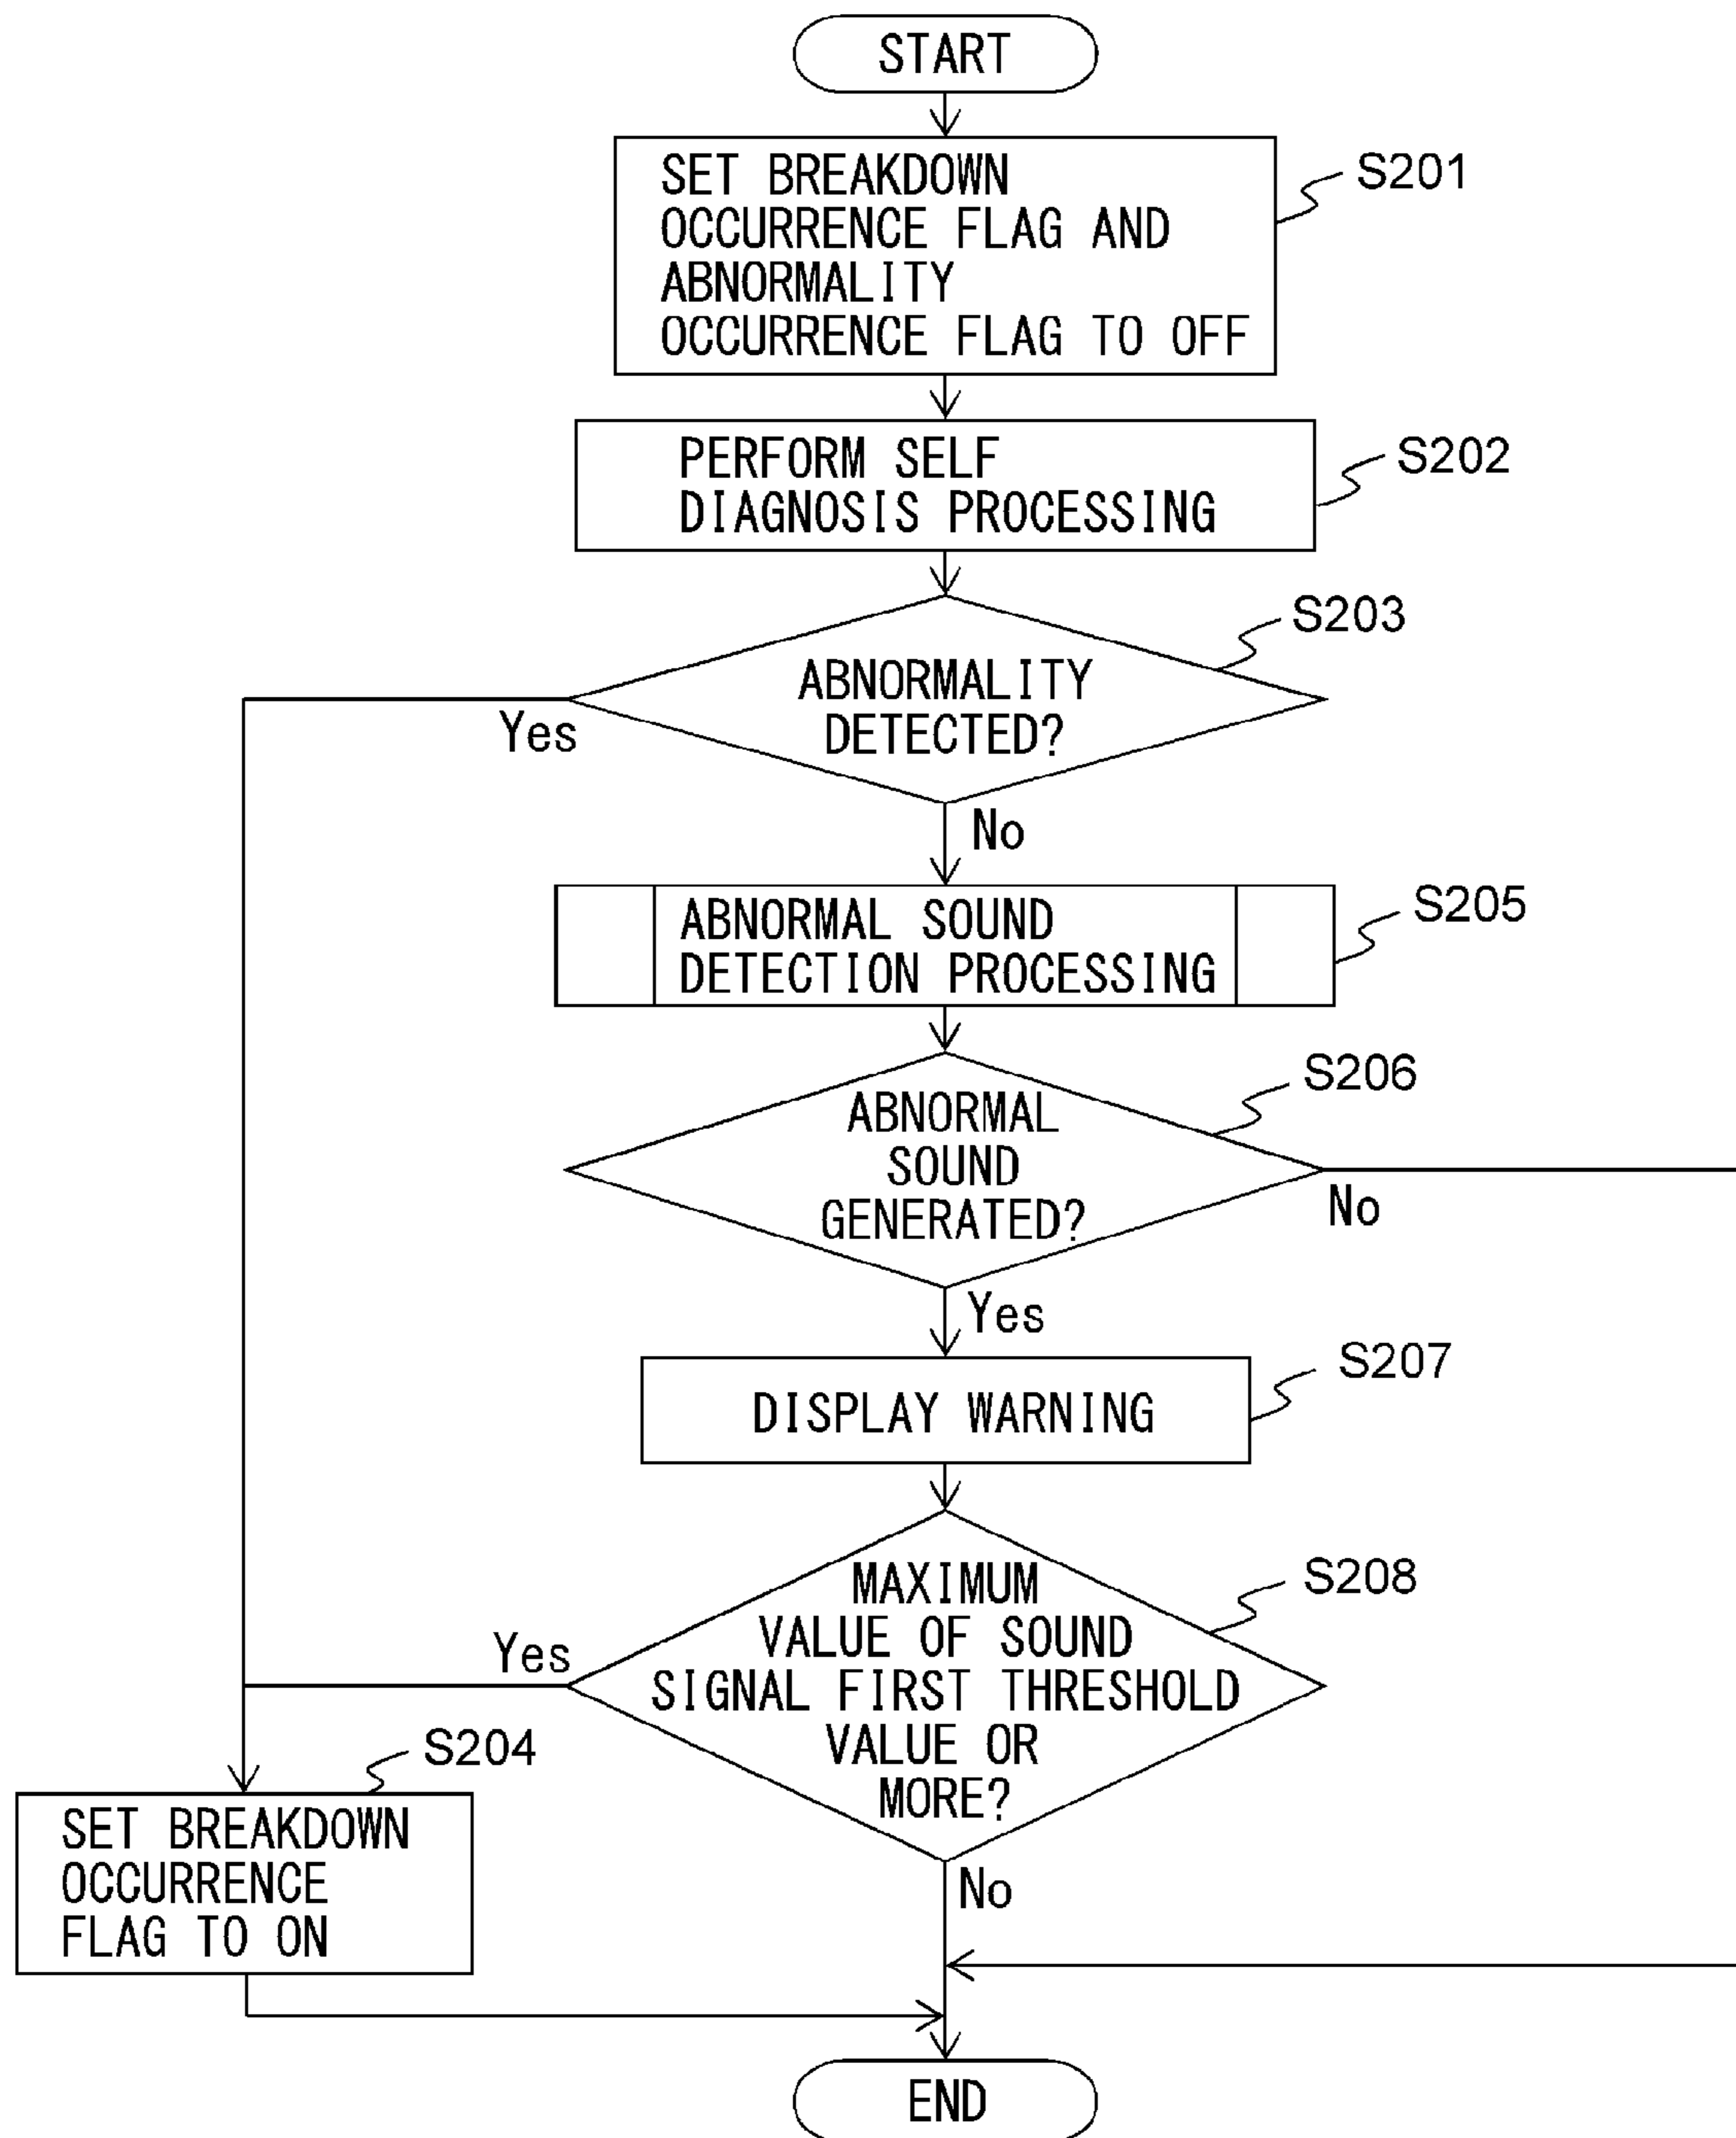 START
SET BREAKDOWN
OCCURRENCE FLAG AND
ABNORMALITY
OCCURRENCE FLAG TO OFF
S201
PERFORM SELF
DIAGNOSIS PROCESSING
S202
S203
ABNORMALITY
DETECTED?
Yes
No
ABNORMAL SOUND
DETECTION PROCESSING
S205
S206
ABNORMAL
SOUND
GENERATED?
No
Yes
S207
DISPLAY WARNING
S208
MAXIMUM
VALUE OF SOUND
SIGNAL FIRST THRESHOLD
VALUE OR
MORE?
Yes
No
S204
SET BREAKDOWN
OCCURRENCE
FLAG TO ON
END